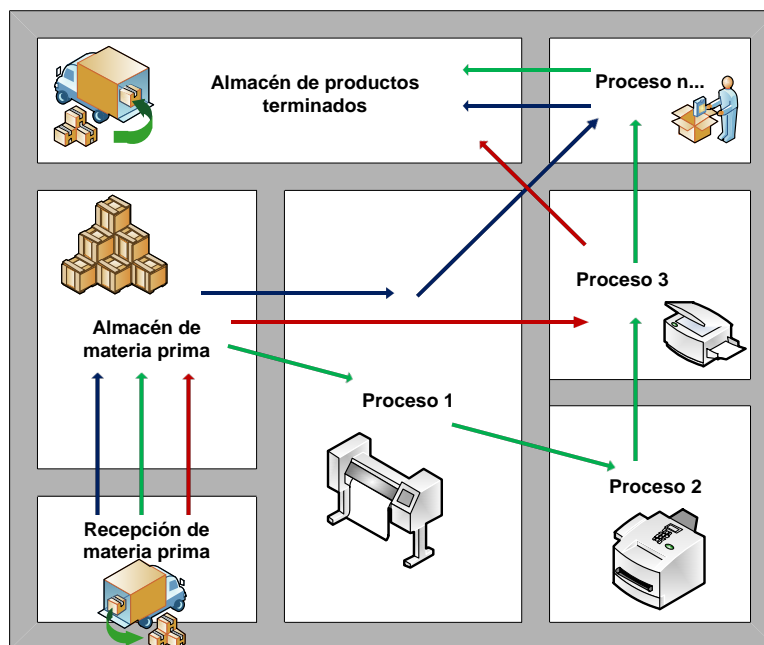 Almacén de productos
terminados
Proceso n...
Proceso 3
Almacén de
materia prima
Proceso 1
Proceso 2
Recepción de
materia prima